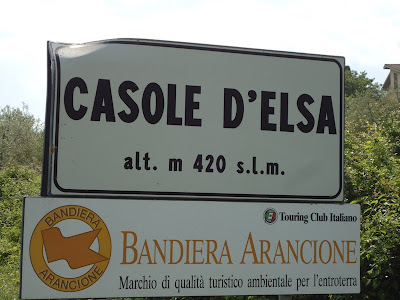 CASOLE D'ELSA
alt. m 420 s.l.m.
Touring Club Italiano
BANDIERA
ARANCIONE
BANDIERA ARANCIONE
Marchio di qualità turistico ambientale per l'entroterra